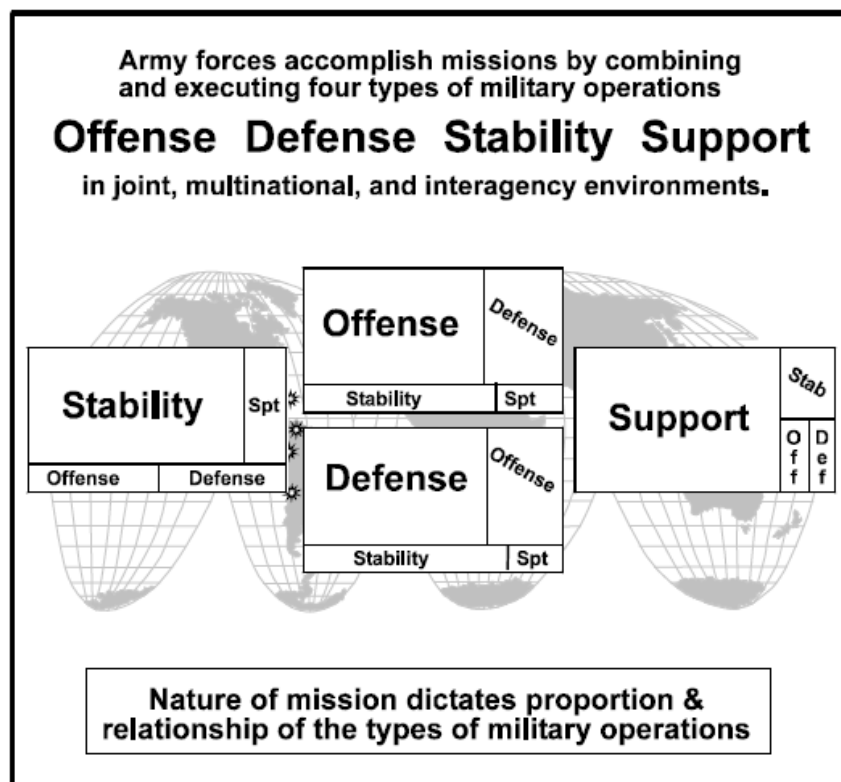 Army forces accomplish missions by combining
and executing four types of military operations
Offense Defense Stability Support
in joint, multinational, and interagency environments.
Offense
Defense
Stability
Spt
Stability
Spt
Offense
Defense
Defense
Offense
Stability
Spt
Support
Stab
Off
Def
Nature of mission dictates proportion &
relationship of the types of military operations